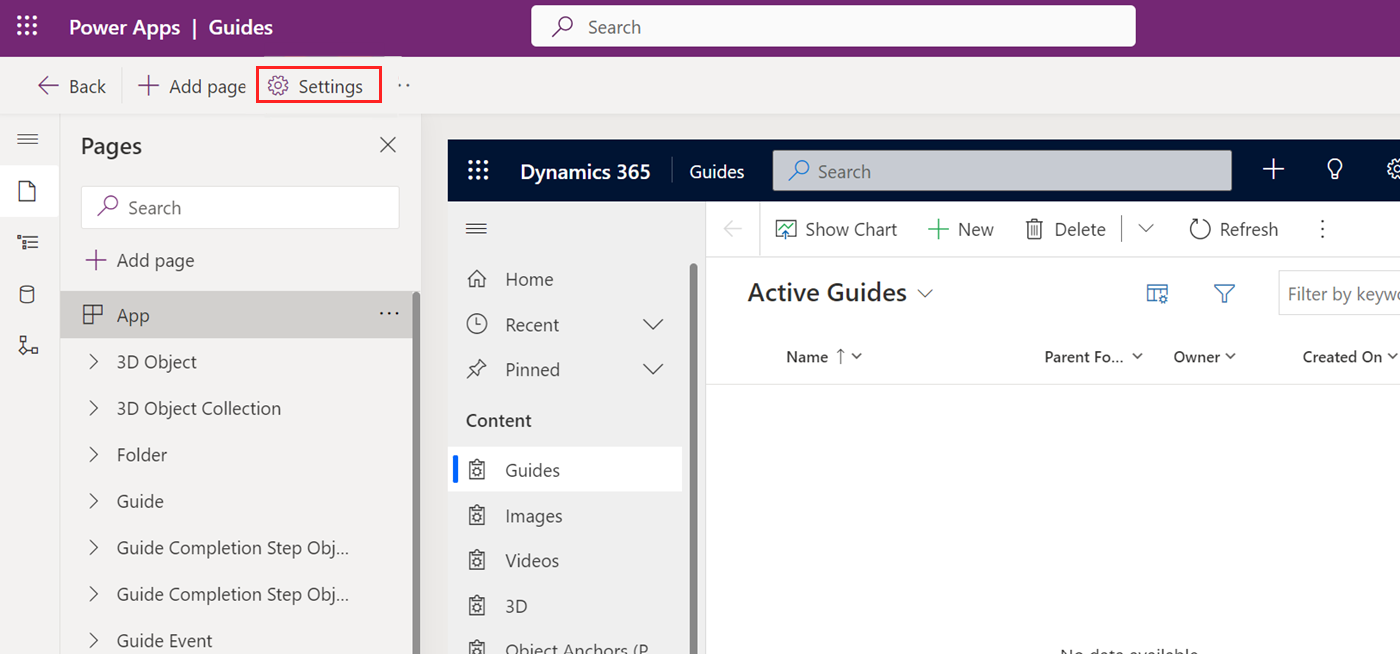 Power Apps | Guides
Search
Back
Add page
Settings
Pages
Search
Add page
App
3D Object
3D Object Collection
Folder
Guide
Guide Completion Step Obj...
Guide Completion Step Obj...
Guide Event
Dynamics 365
Guides
Search
Home
Recent
Pinned
Content
Guides
Images
Videos
3D
Object Anchors (P
Show Chart
New
Delete
Refresh
Active Guides
Filter by keywo
Name
Parent Fo...
Owner
Created On
No data available